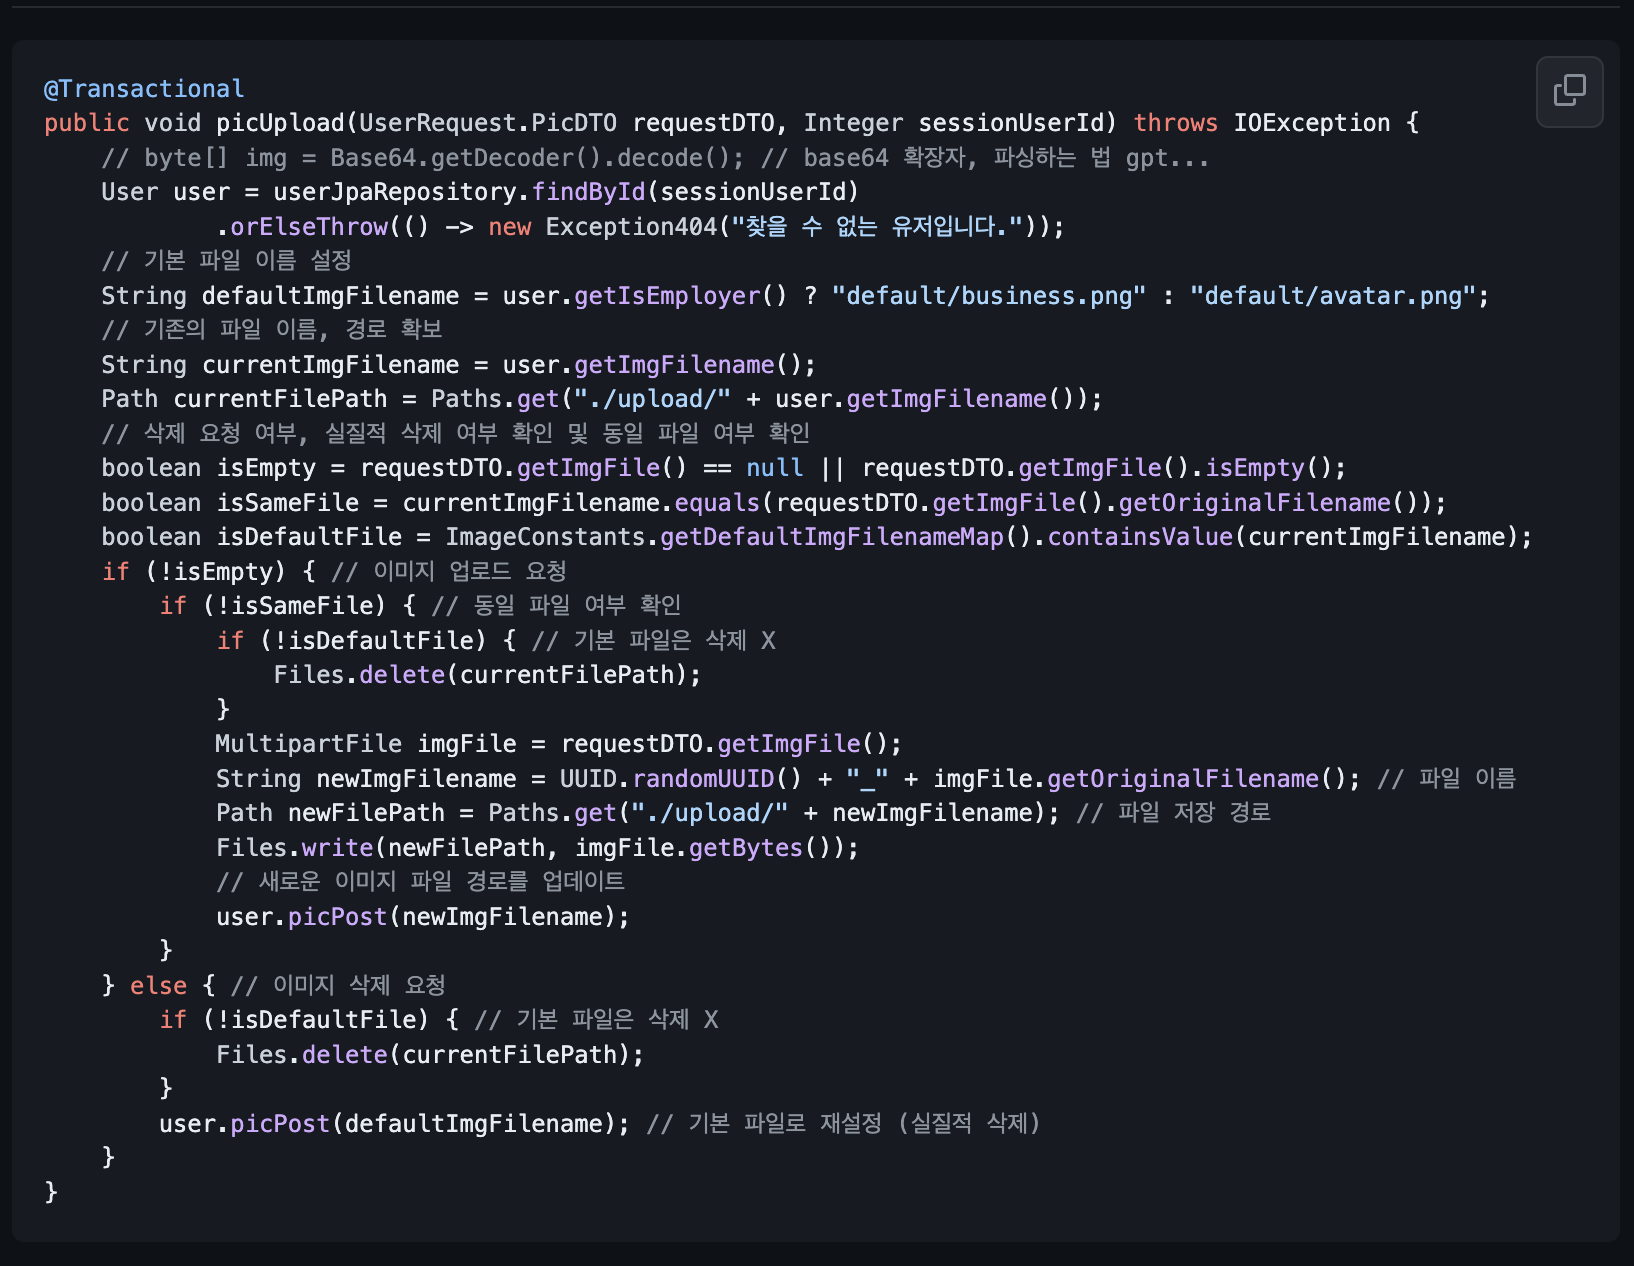 @Transactional
public void picUpload(UserRequest.PicDTO requestDTO, Integer sessionUserId) throws IOException {
    // byte[] img = Base64.getDecoder().decode(); // base64 확장자, 파싱하는 법 gpt...
    User user = userJpaRepository.findById(sessionUserId)
            .orElseThrow(() -> new Exception404("찾을 수 없는 유저입니다."));
    // 기본 파일 이름 설정
    String defaultImgFilename = user.getIsEmployer() ? "default/business.png" : "default/avatar.png";
    // 기존의 파일 이름, 경로 확보
    String currentImgFilename = user.getImgFilename();
    Path currentFilePath = Paths.get("./upload/" + user.getImgFilename());
    // 삭제 요청 여부, 실질적 삭제 여부 확인 및 동일 파일 여부 확인
    boolean isEmpty = requestDTO.getImgFile() == null || requestDTO.getImgFile().isEmpty();
    boolean isSameFile = currentImgFilename.equals(requestDTO.getImgFile().getOriginalFilename());
    boolean isDefaultFile = ImageConstants.getDefaultImgFilenameMap().containsValue(currentImgFilename);
    if (!isEmpty) { // 이미지 업로드 요청
        if (!isSameFile) { // 동일 파일 여부 확인
            if (!isDefaultFile) { // 기본 파일은 삭제 X
                Files.delete(currentFilePath);
            }
            MultipartFile imgFile = requestDTO.getImgFile();
            String newImgFilename = UUID.randomUUID() + "_" + imgFile.getOriginalFilename(); // 파일 이름
            Path newFilePath = Paths.get("./upload/" + newImgFilename); // 파일 저장 경로
            Files.write(newFilePath, imgFile.getBytes());
            // 새로운 이미지 파일 경로를 업데이트
            user.picPost(newImgFilename);
        }
    } else { // 이미지 삭제 요청
        if (!isDefaultFile) { // 기본 파일은 삭제 X
            Files.delete(currentFilePath);
        }
        user.picPost(defaultImgFilename); // 기본 파일로 재설정 (실질적 삭제)
    }
}